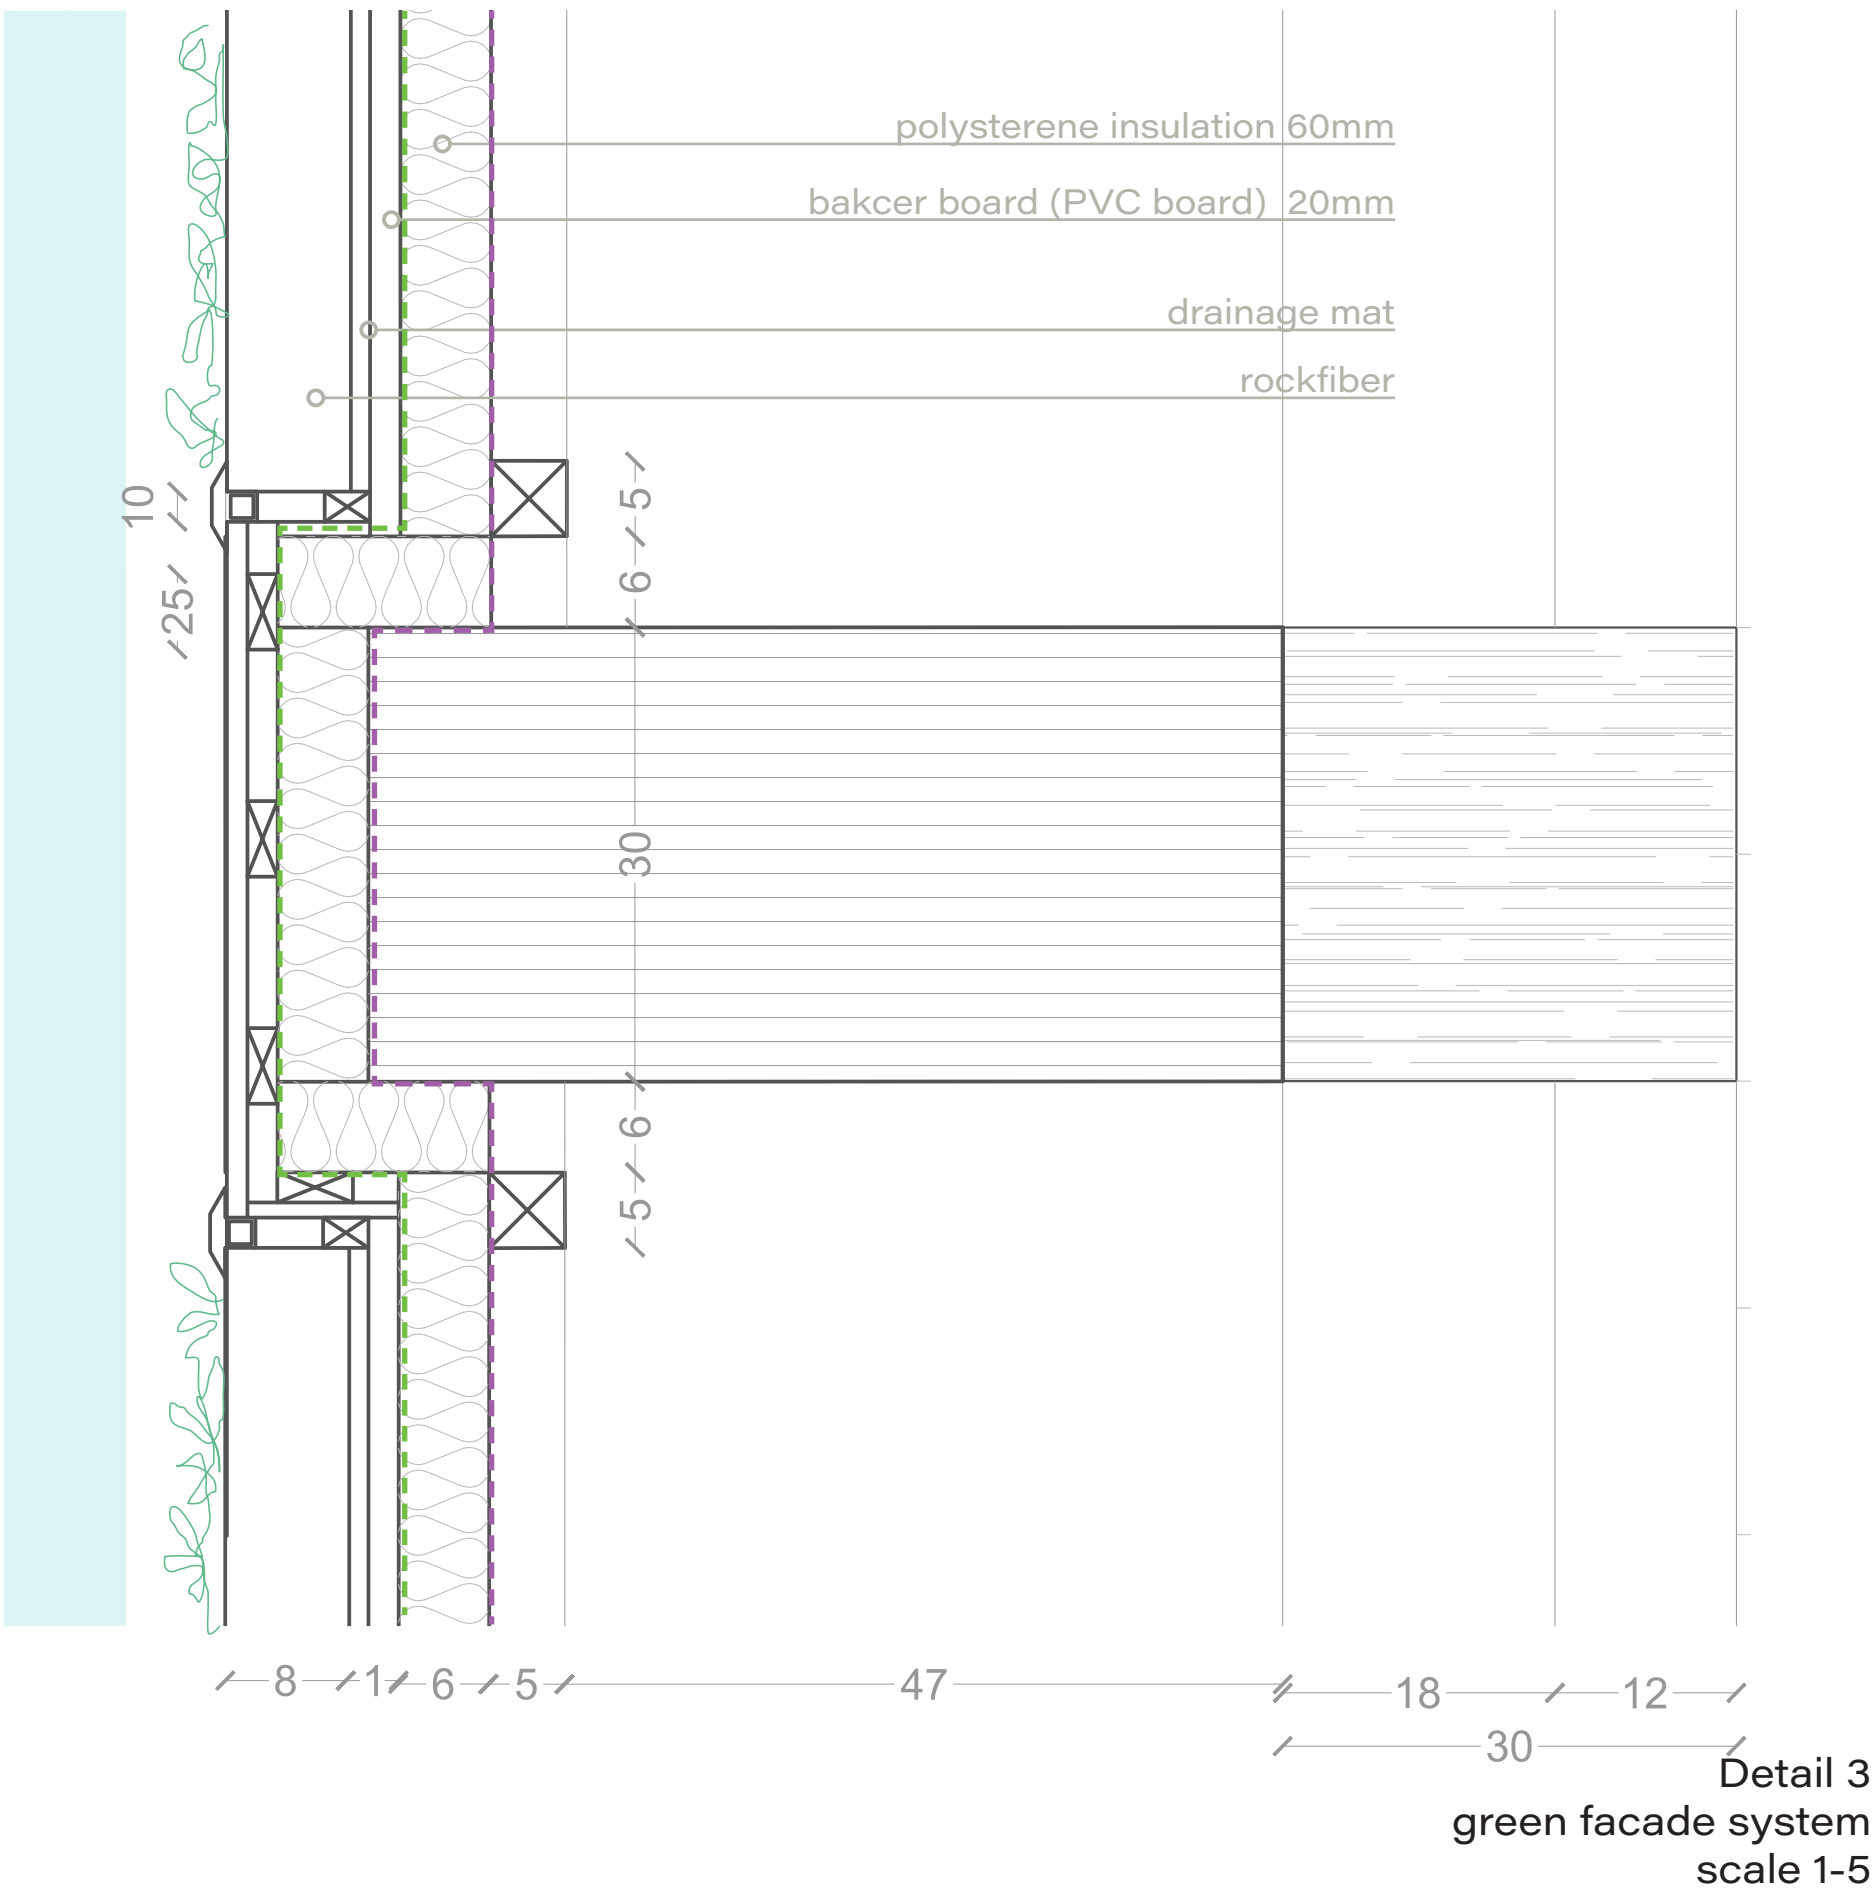 polysterene insulation 60mm
bakcer board (PVC board) 20mm
drainage mat
rockfiber
10
5
25
6
30
6
5
8 1 6 5 47 18 12
30
Detail 3
green facade system
scale 1-5